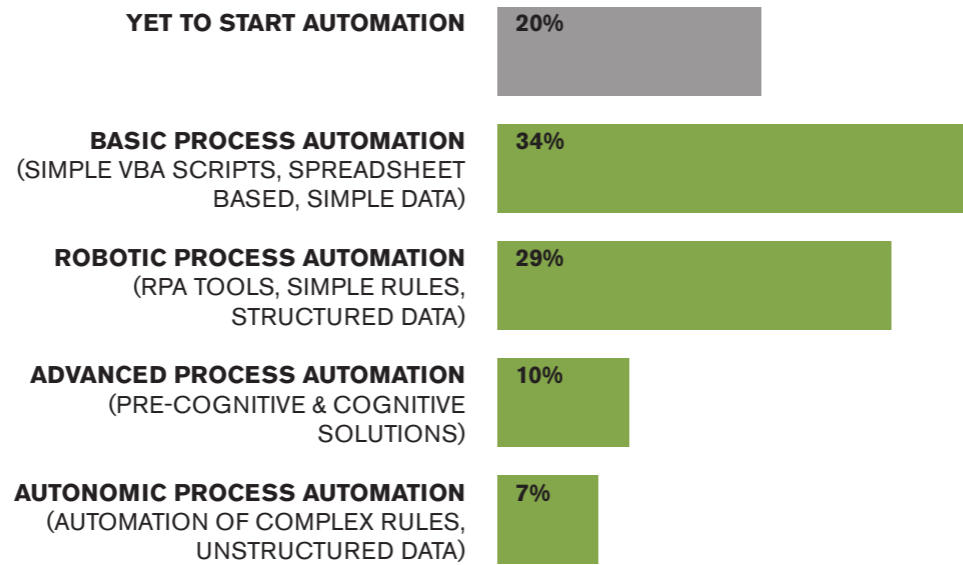 YET TO START AUTOMATION 20%
BASIC PROCESS AUTOMATION 34%
(SIMPLE VBA SCRIPTS, SPREADSHEET
BASED, SIMPLE DATA)
ROBOTIC PROCESS AUTOMATION 29%
(RPA TOOLS, SIMPLE RULES,
STRUCTURED DATA)
ADVANCED PROCESS AUTOMATION 10%
(PRE-COGNITIVE & COGNITIVE
SOLUTIONS)
AUTONOMIC PROCESS AUTOMATION 7%
(AUTOMATION OF COMPLEX RULES,
UNSTRUCTURED DATA)